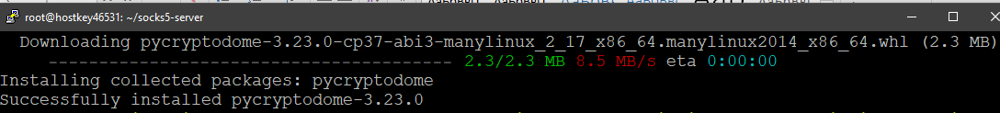 root@hostkey46531: ~/socks5-server
Downloading pycryptodome-3.23.0-cp37-abi3-manylinux_2_17_x86_64.manylinux2014_x86_64.whl (2.3 MB)
---------------------------------------- 2.3/2.3 MB 8.5 MB/s eta 0:00:00
Installing collected packages: pycryptodome
Successfully installed pycryptodome-3.23.0